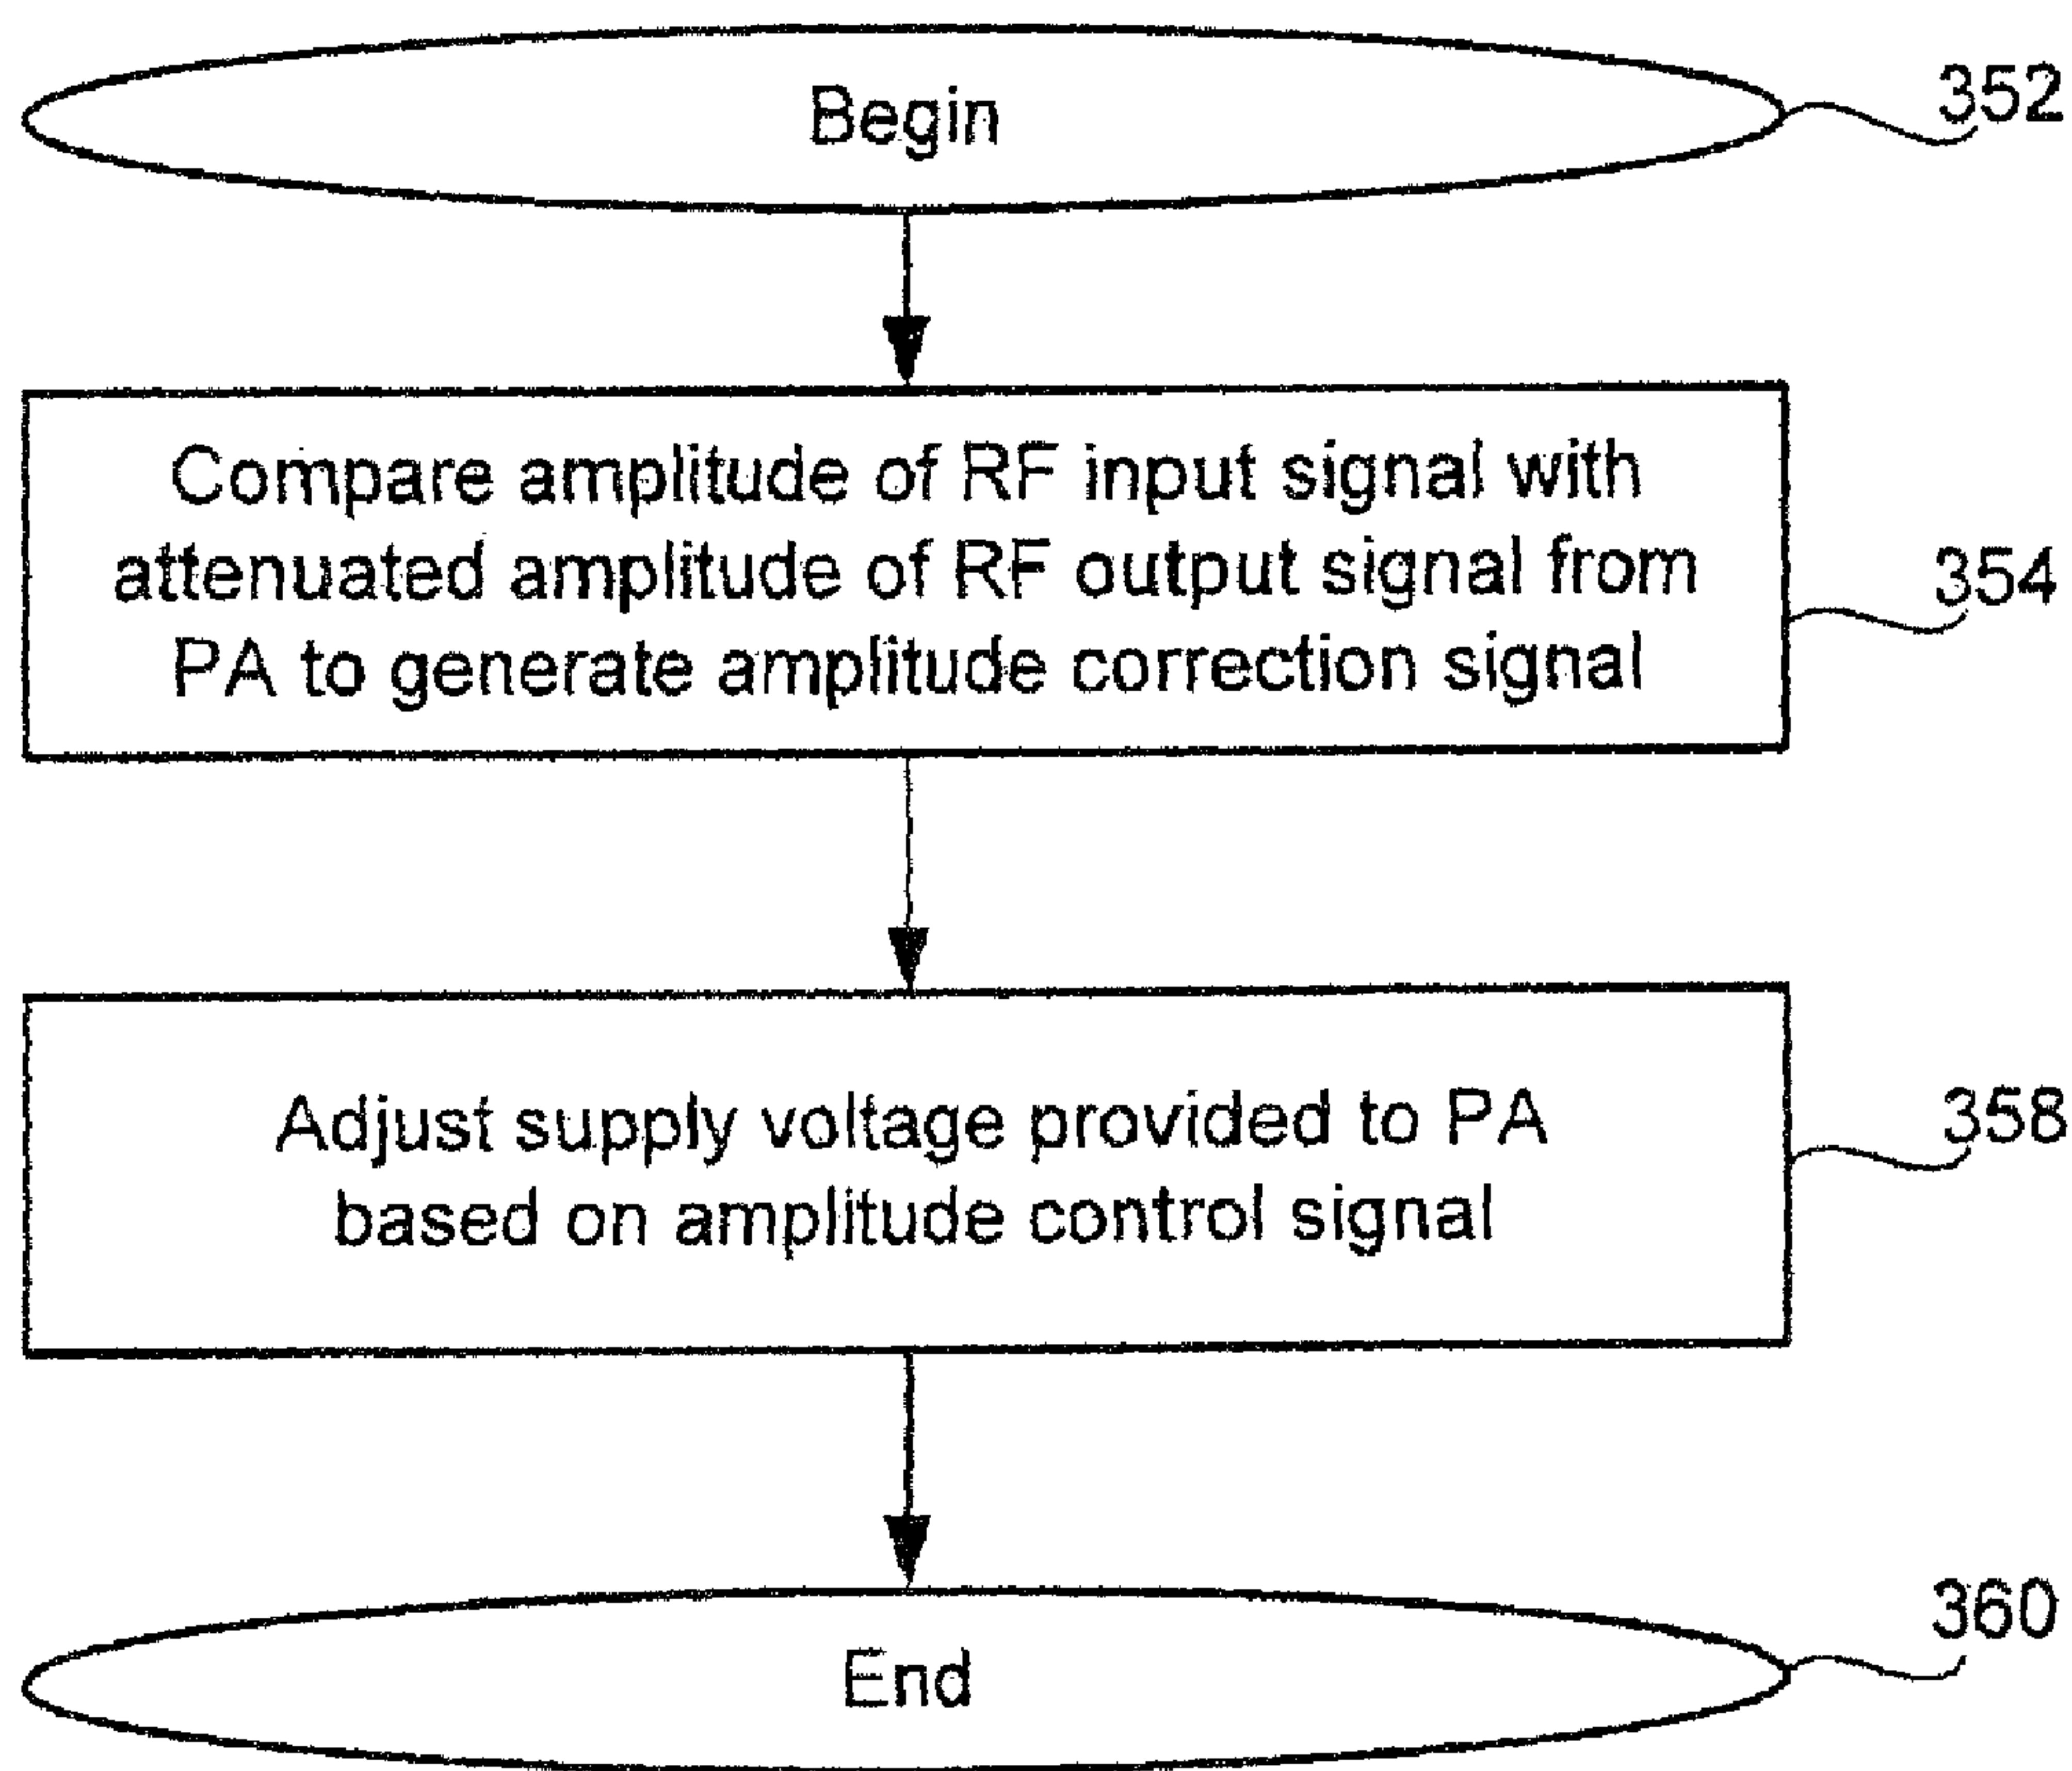 Begin
352
Compare amplitude of RF input signal with
attenuated amplitude of RF output signal from
PA to generate amplitude correction signal
354
Adjust supply voltage provided to PA
based on amplitude control signal
358
End
360